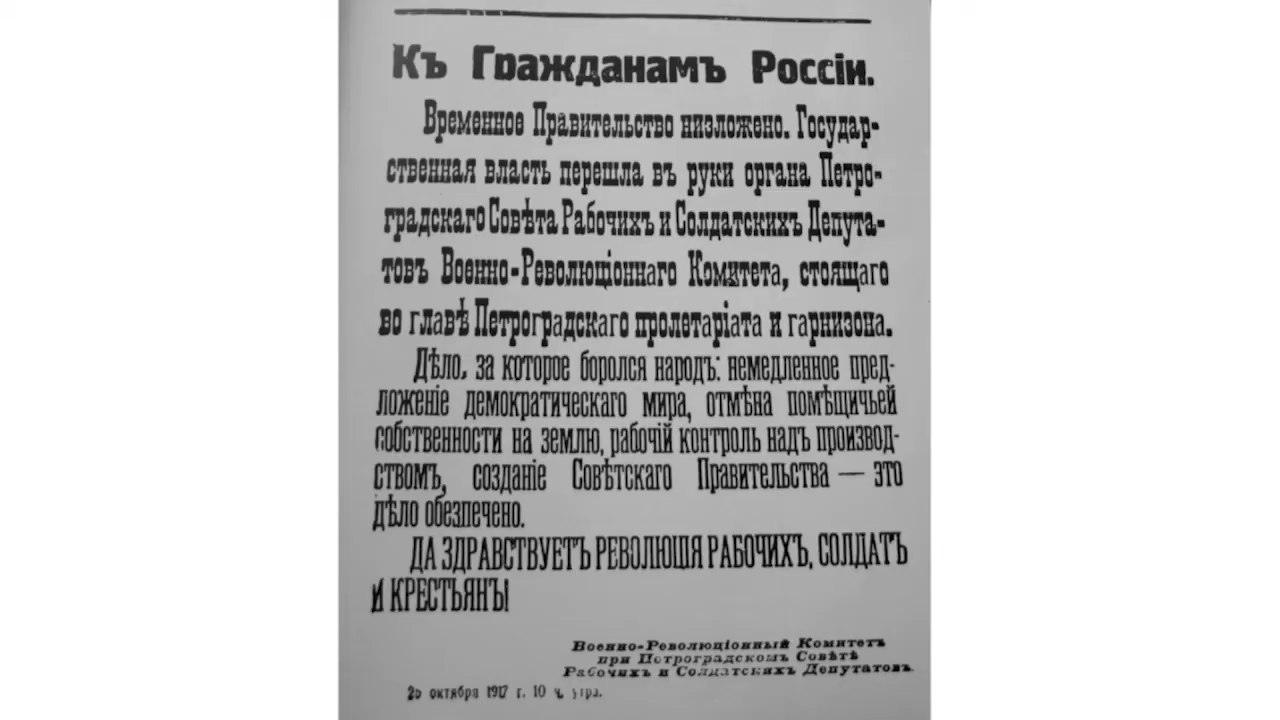 Къ Гражданамъ Россіи.
Временное Правительство низложено. Государ-
ственная власть перешла въ руки органа Петро-
градскаго Совѣта Рабочихъ и Солдатскихъ Депута-
товъ Военно-Революціоннаго Комитета, стоящаго
во главѣ Петроградскаго пролетаріата и гарнизона.
Дѣло, за которое боролся народъ: немедленное пред-
ложеніе демократическаго мира, отмѣна помѣщичьей
собственности на землю, рабочій контроль надъ производ-
ствомъ, созданіе Совѣтскаго Правительства — это
дѣло обезпечено.
ДА ЗДРАВСТВУЕТЪ РЕВОЛЮЦІЯ РАБОЧИХЪ, СОЛДАТЪ
И КРЕСТЬЯНЪ!
Военно-Революціонный Комитетъ
при Петроградскомъ Совѣтѣ
Рабочихъ и Солдатскихъ Депутатовъ.
25 октября 1917 г. 10 ч. утра.